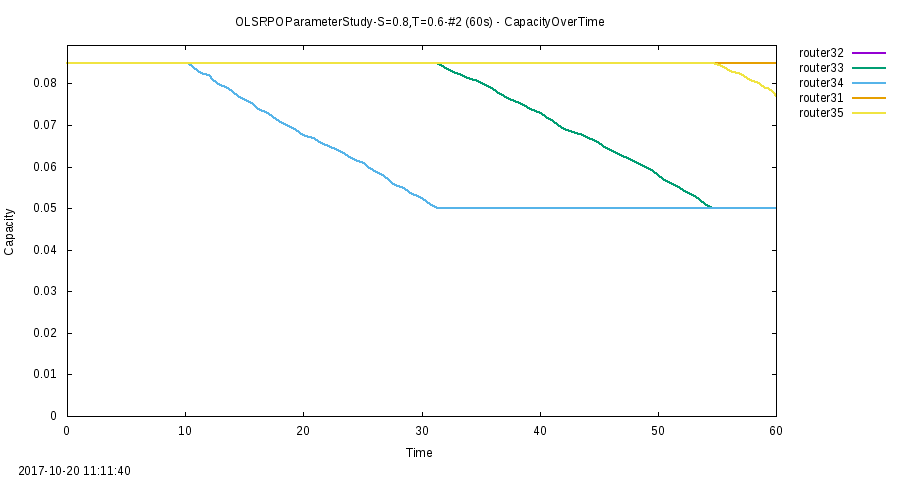 OLSRPOParameterStudy-S=0.8,T=0.6-#2 (60s) - CapacityOverTime
router32
router33
router34
router31
router35
0.08
0.07
0.06
0.05
0.04
0.03
0.02
0.01
0
Capacity
0 10 20 30 40 50 60
Time
2017-10-20 11:11:40